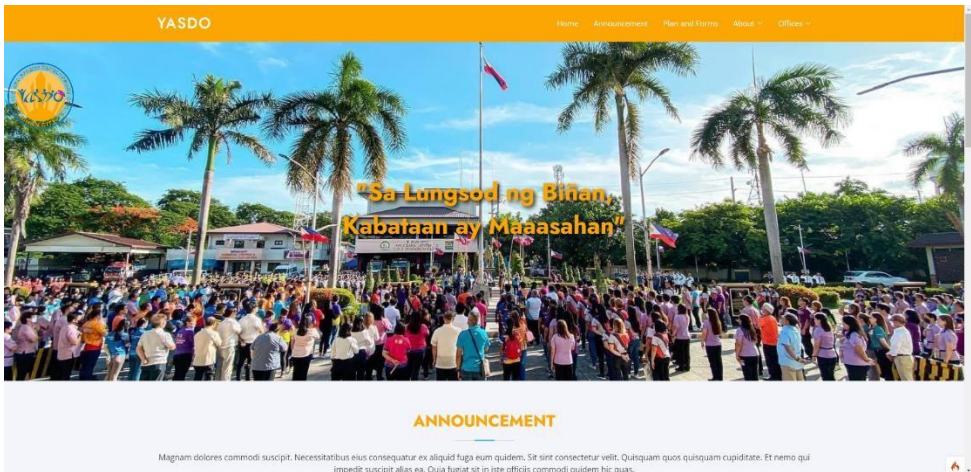 YASDO
Home Announcement Plan and Forms About Offices
YASDO
"Sa Lungsod ng Biñan,
Kabataan ay Maaasahan"
ANNOUNCEMENT
Magnam dolores commodi suscipit. Necessitatibus eius consequatur ex aliquid fuga eum quidem. Sit sint consectetur velit. Quisquam quos quisquam cupiditate. Et nemo qui
impedit suscipit alias ea. Quia fugiat sit in iste officiis commodi quidem hic quas.